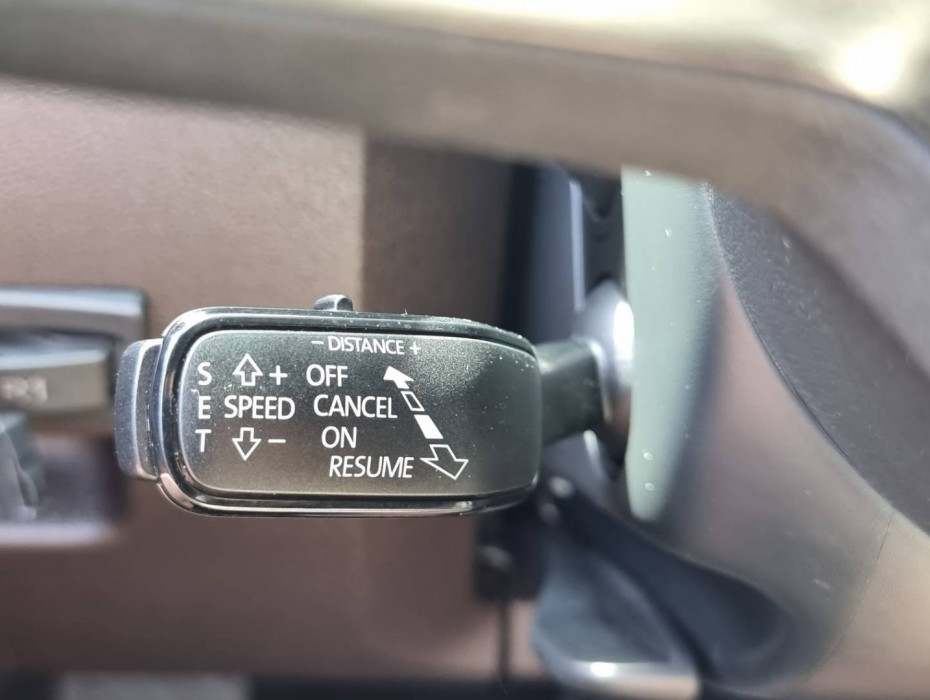 − DISTANCE +
S + OFF
E SPEED CANCEL
T − ON
RESUME